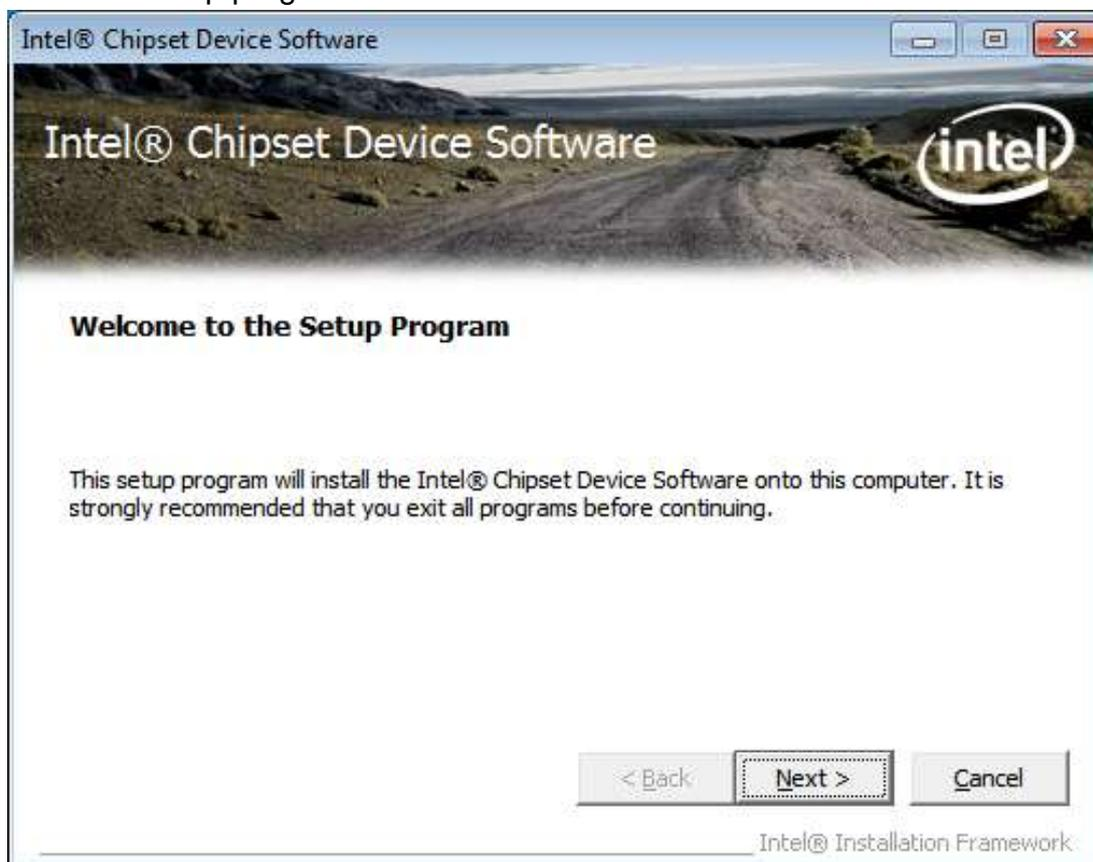 Intel® Chipset Device Software
Intel® Chipset Device Software
intel
Welcome to the Setup Program
This setup program will install the Intel® Chipset Device Software onto this computer. It is
strongly recommended that you exit all programs before continuing.
< Back Next > Cancel
Intel® Installation Framework